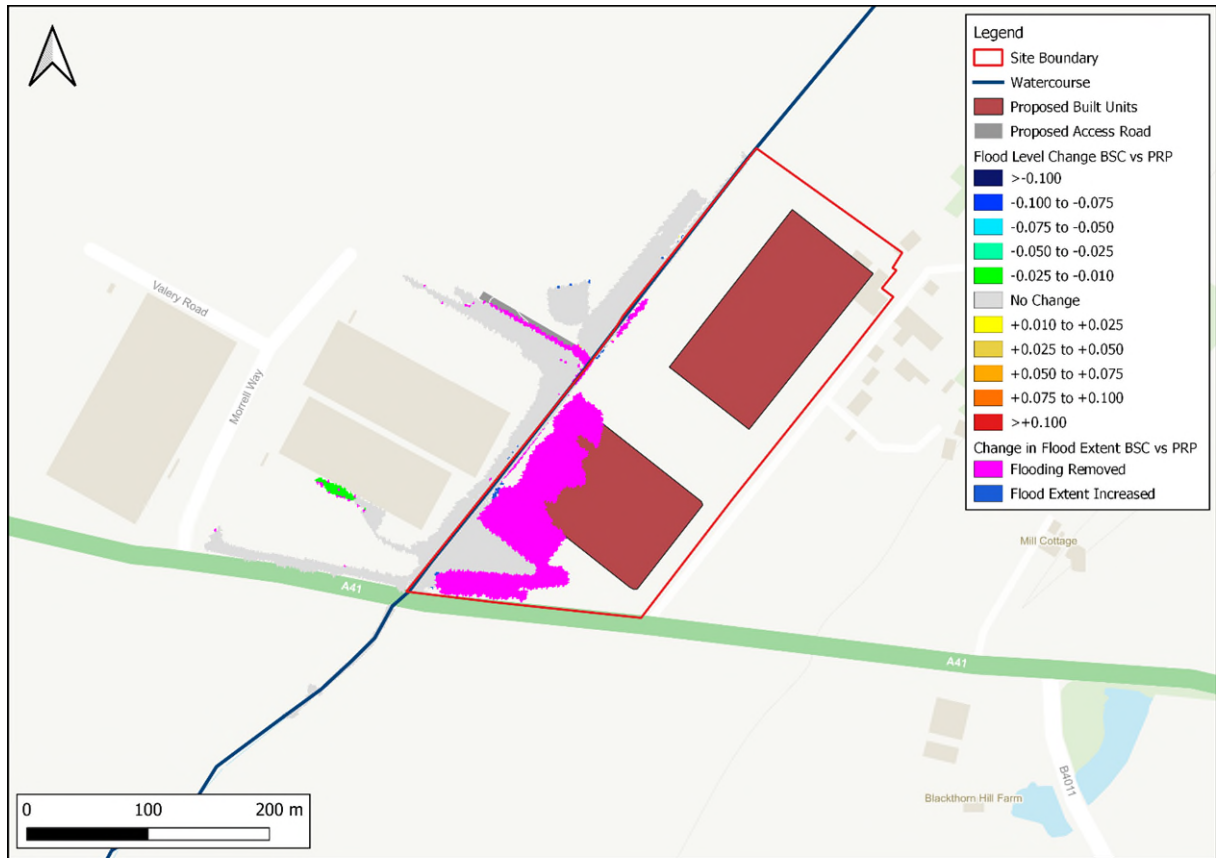 Legend
Site Boundary
Watercourse
Proposed Built Units
Proposed Access Road
Flood Level Change BSC vs PRP
>-0.100
-0.100 to -0.075
-0.075 to -0.050
-0.050 to -0.025
-0.025 to -0.010
No Change
+0.010 to +0.025
+0.025 to +0.050
+0.050 to +0.075
+0.075 to +0.100
>+0.100
Change in Flood Extent BSC vs PRP
Flooding Removed
Flood Extent Increased
Valery Road
Morrell Way
Mill Cottage
A41
A41
B4011
Blackthorn Hill Farm
0 100 200 m